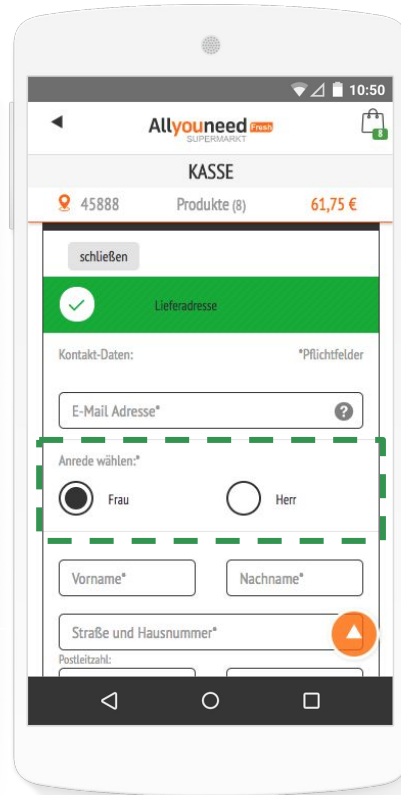 10:50
Allyouneed Fresh
SUPERMARKT
8
KASSE
45888 Produkte (8) 61,75 €
schließen
Lieferadresse
Kontakt-Daten: *Pflichtfelder
E-Mail Adresse* ?
Anrede wählen:*
Frau Herr
Vorname* Nachname*
Straße und Hausnummer*
Postleitzahl: